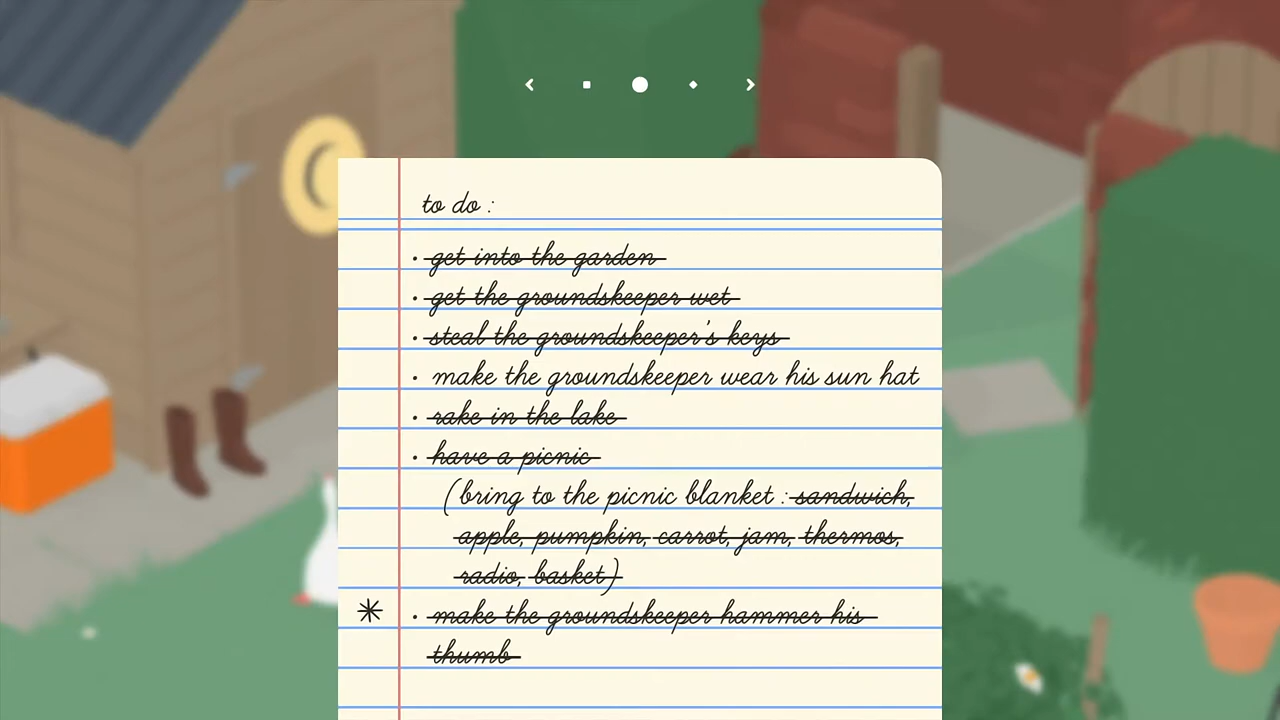 to do :
· get into the garden
· get the groundskeeper wet
· steal the groundskeeper's keys
· make the groundskeeper wear his sun hat
· rake in the lake
· have a picnic
(bring to the picnic blanket : sandwich,
apple, pumpkin, carrot, jam, thermos,
radio, basket)
* · make the groundskeeper hammer his
thumb